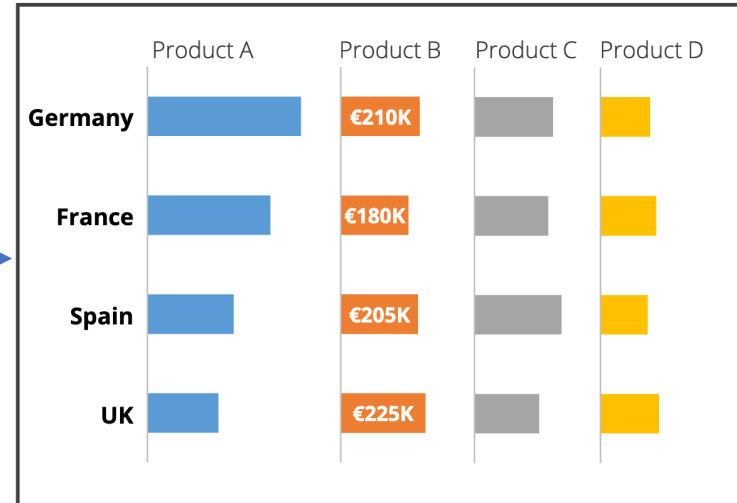 Product A
Product B
Product C
Product D
Germany
€210K
France
€180K
Spain
€205K
UK
€225K